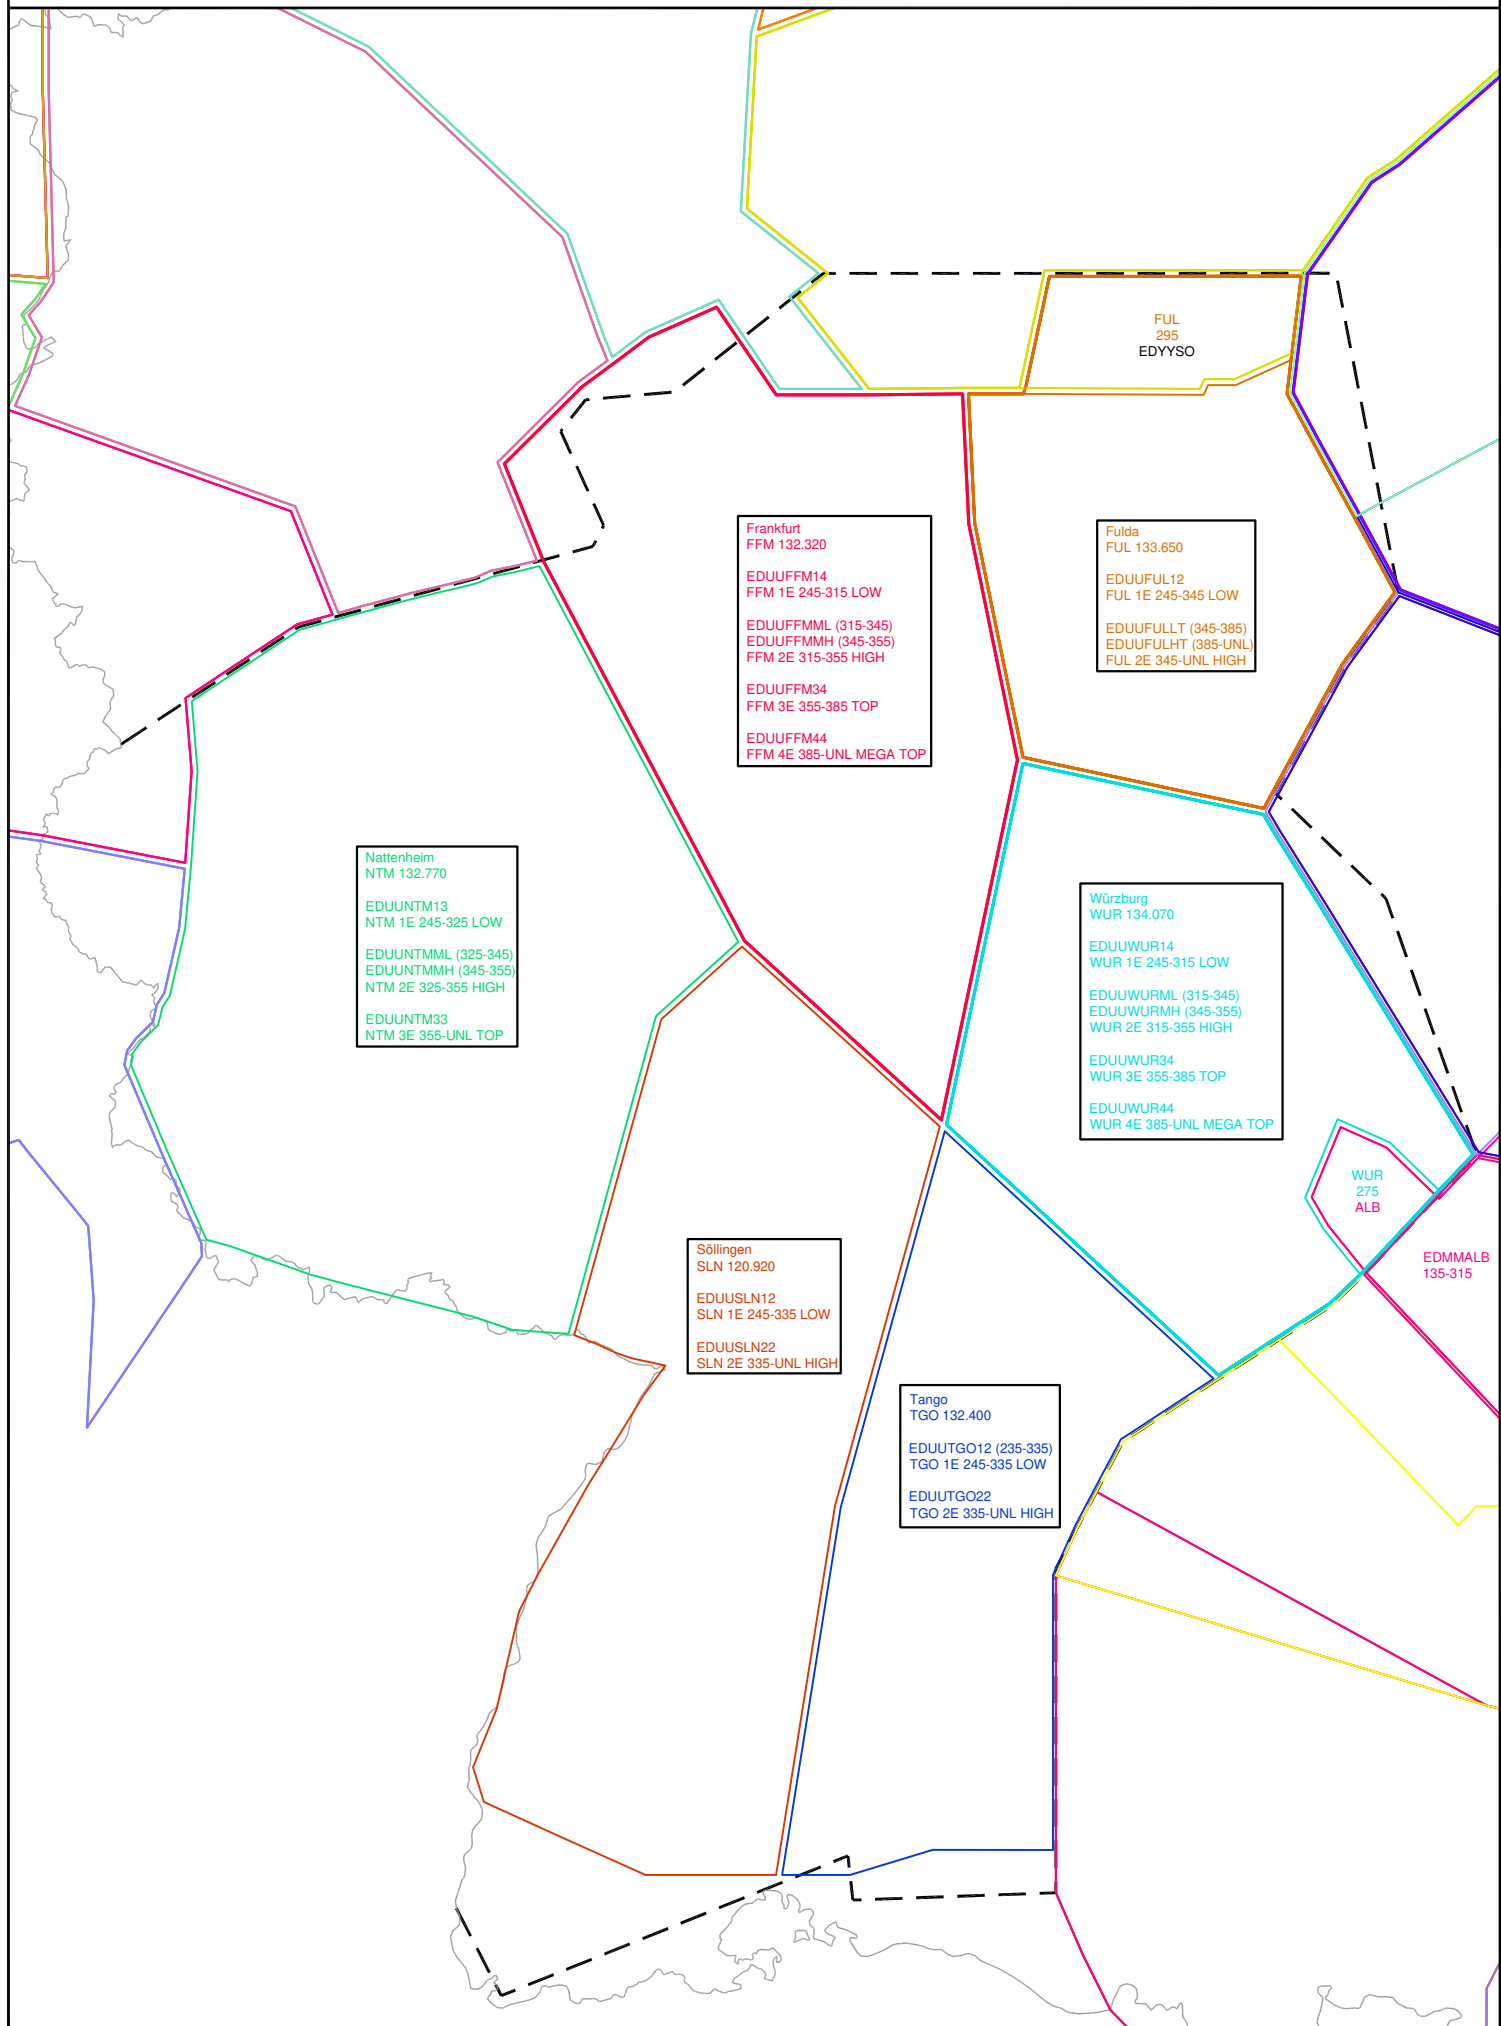 FUL
295
EDYYSO
Frankfurt
FFM 132.320
EDUUFFM14
FFM 1E 245-315 LOW
EDUUFFMML (315-345)
EDUUFFMMH (345-355)
FFM 2E 315-355 HIGH
EDUUFFM34
FFM 3E 355-385 TOP
EDUUFFM44
FFM 4E 385-UNL MEGA TOP
Fulda
FUL 133.650
EDUUFUL12
FUL 1E 245-345 LOW
EDUUFULLT (345-385)
EDUUFULHT (385-UNL)
FUL 2E 345-UNL HIGH
Nattenheim
NTM 132.770
EDUUNTM13
NTM 1E 245-325 LOW
EDUUNTMML (325-345)
EDUUNTMMH (345-355)
NTM 2E 325-355 HIGH
EDUUNTM33
NTM 3E 355-UNL TOP
Würzburg
WUR 134.070
EDUUWUR14
WUR 1E 245-315 LOW
EDUUWURML (315-345)
EDUUWURMH (345-355)
WUR 2E 315-355 HIGH
EDUUWUR34
WUR 3E 355-385 TOP
EDUUWUR44
WUR 4E 385-UNL MEGA TOP
WUR
275
ALB
EDMMALB
135-315
Söllingen
SLN 120.920
EDUUSLN12
SLN 1E 245-335 LOW
EDUUSLN22
SLN 2E 335-UNL HIGH
Tango
TGO 132.400
EDUUTGO12 (235-335)
TGO 1E 245-335 LOW
EDUUTGO22
TGO 2E 335-UNL HIGH